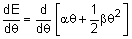 dE/dθ = d/dθ [αθ + 1/2 βθ²]